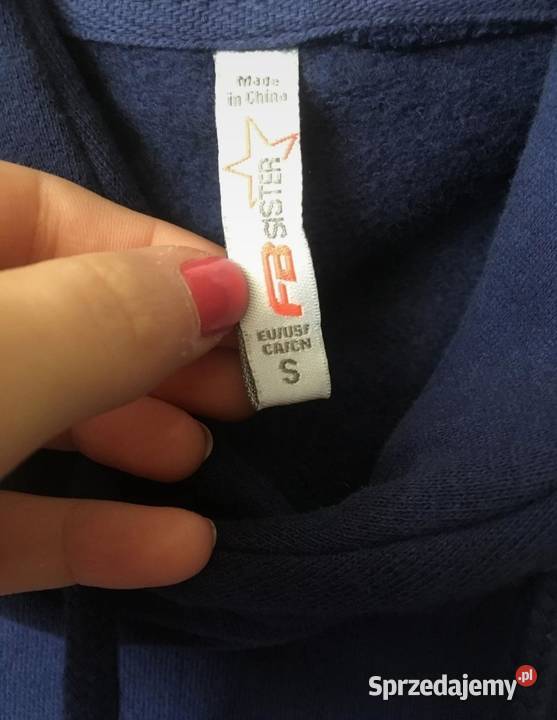 Made
in China
FB SISTER
EU/US/
CA/CN
S
Sprzedajemy.pl